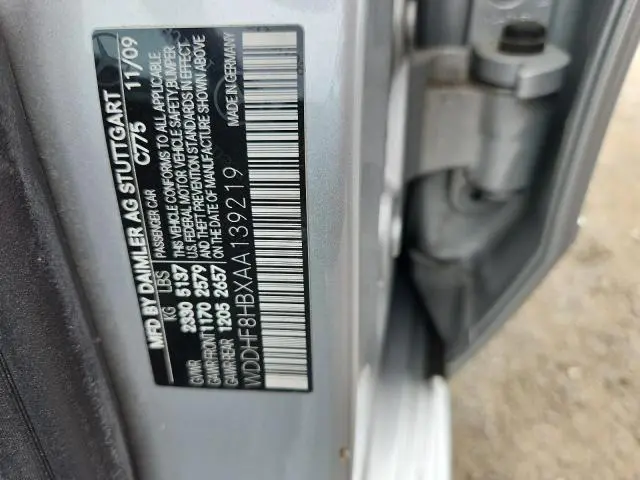 MFD BY DAIMLER AG STUTTGART
PASSENGER CAR C775 11/09
KG LBS
GVWR 2330 5137
GAWR-FRONT 1170 2579
GAWR-REAR 1205 2657
THIS VEHICLE CONFORMS TO ALL APPLICABLE
U.S. FEDERAL MOTOR VEHICLE SAFETY, BUMPER
AND THEFT PREVENTION STANDARDS IN EFFECT
ON THE DATE OF MANUFACTURE SHOWN ABOVE
WDDHF8HBXAA139219
MADE IN GERMANY